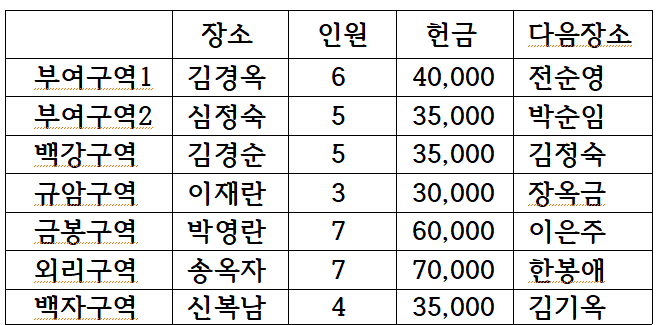 장소 인원 헌금 다음장소
부여구역1 김경옥 6 40,000 전순영
부여구역2 심정숙 5 35,000 박순임
백강구역 김경순 5 35,000 김정숙
규암구역 이재란 3 30,000 장옥금
금봉구역 박영란 7 60,000 이은주
외리구역 송옥자 7 70,000 한봉애
백자구역 신복남 4 35,000 김기옥